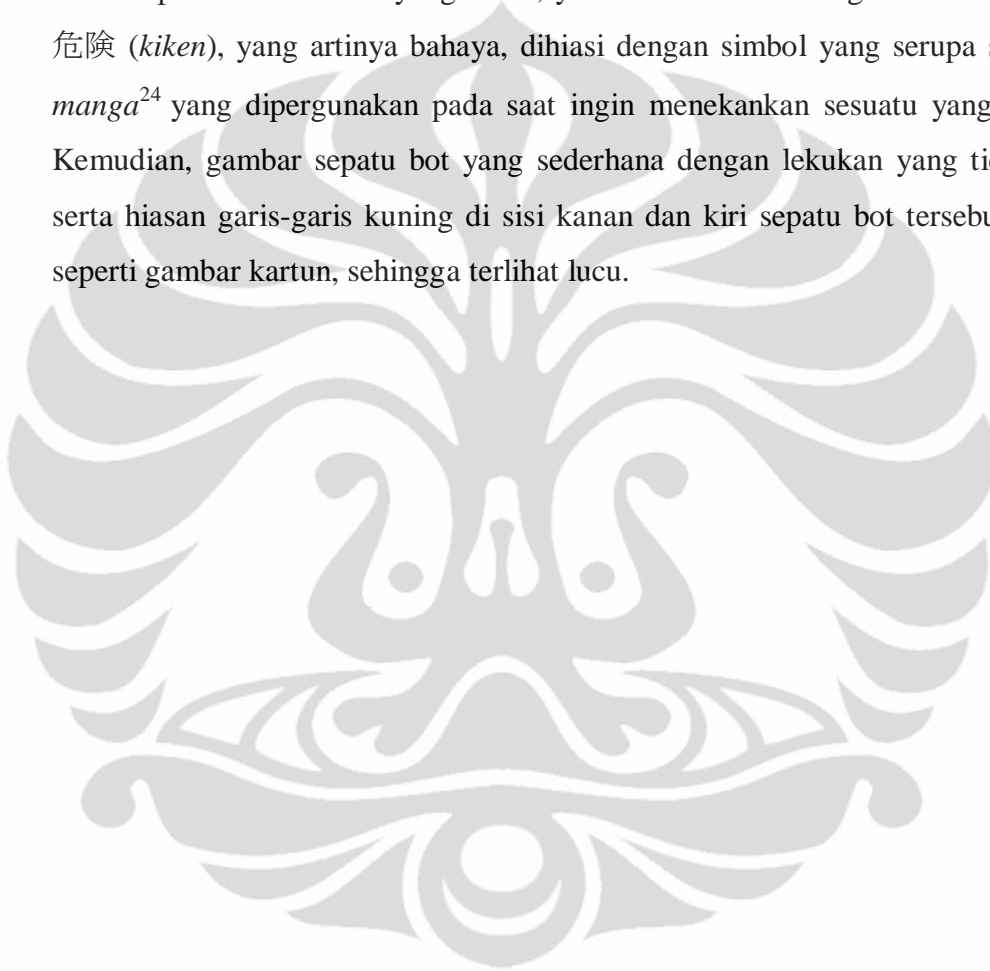 危険 (kiken), yang artinya bahaya, dihiasi dengan simbol yang serupa
manga24 yang dipergunakan pada saat ingin menekankan sesuatu yang
Kemudian, gambar sepatu bot yang sederhana dengan lekukan yang
serta hiasan garis-garis kuning di sisi kanan dan kiri sepatu bot
seperti gambar kartun, sehingga terlihat lucu.